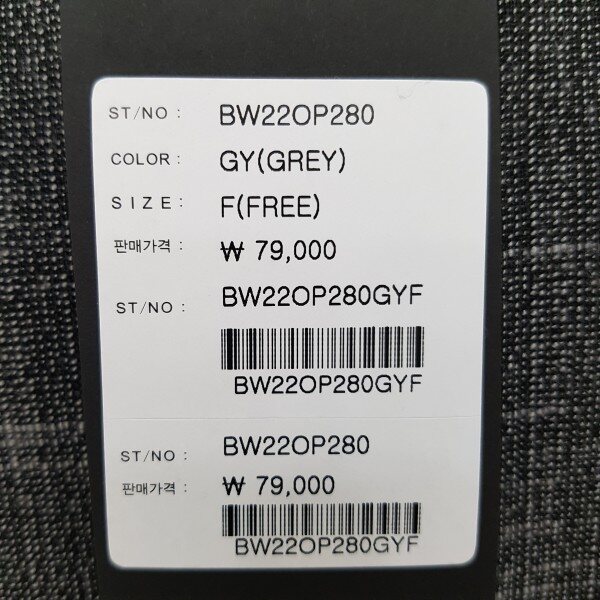 ST/NO : BW22OP280
COLOR : GY(GREY)
SIZE : F(FREE)
판매가격 : ₩ 79,000
ST/NO : BW22OP280GYF
BW22OP280GYF
ST/NO : BW22OP280
판매가격 : ₩ 79,000
BW22OP280GYF